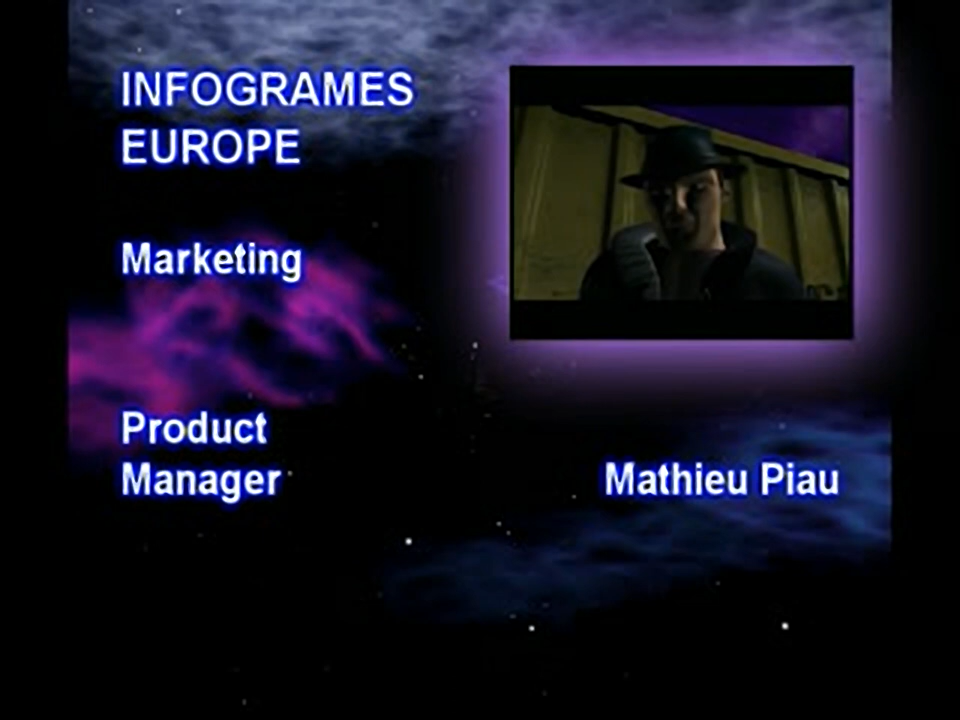 INFOGRAMES
EUROPE
Marketing
Product
Manager
Mathieu Piau